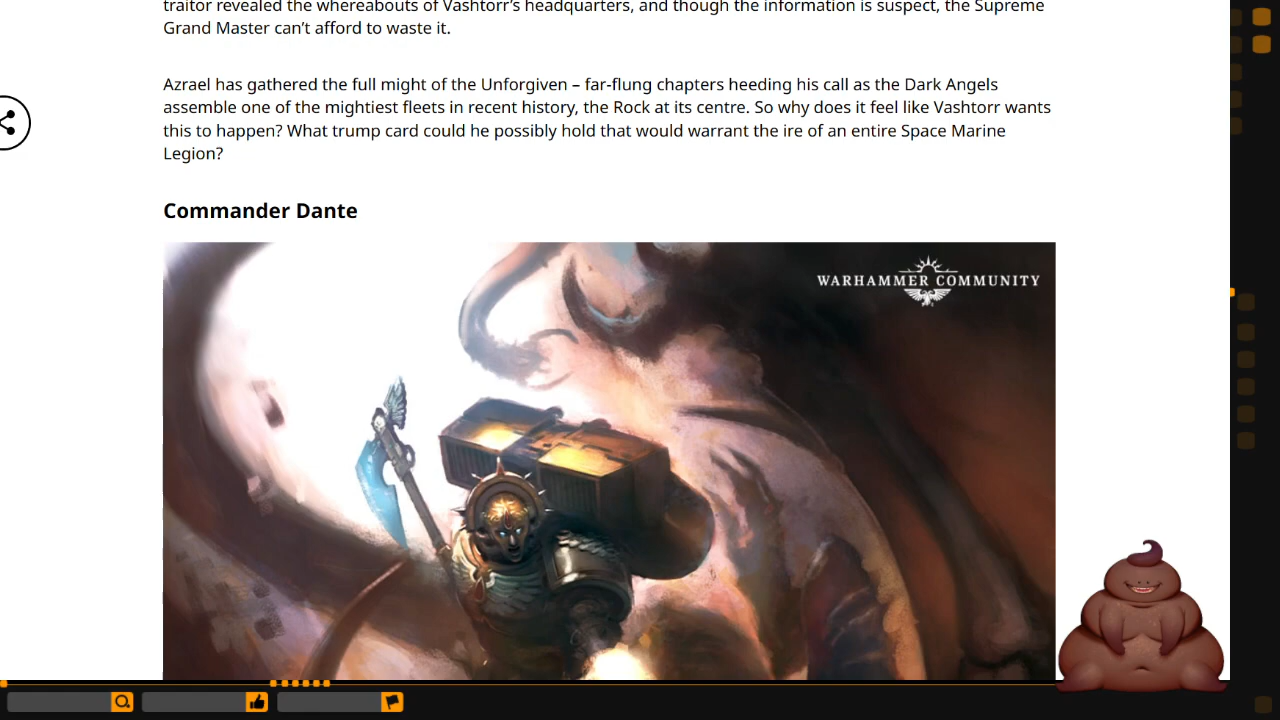 traitor revealed the whereabouts of Vashtorr’s headquarters, and though the information is suspect, the Supreme
Grand Master can’t afford to waste it.
Azrael has gathered the full might of the Unforgiven – far-flung chapters heeding his call as the Dark Angels
assemble one of the mightiest fleets in recent history, the Rock at its centre. So why does it feel like Vashtorr wants
this to happen? What trump card could he possibly hold that would warrant the ire of an entire Space Marine
Legion?
Commander Dante
WARHAMMER COMMUNITY